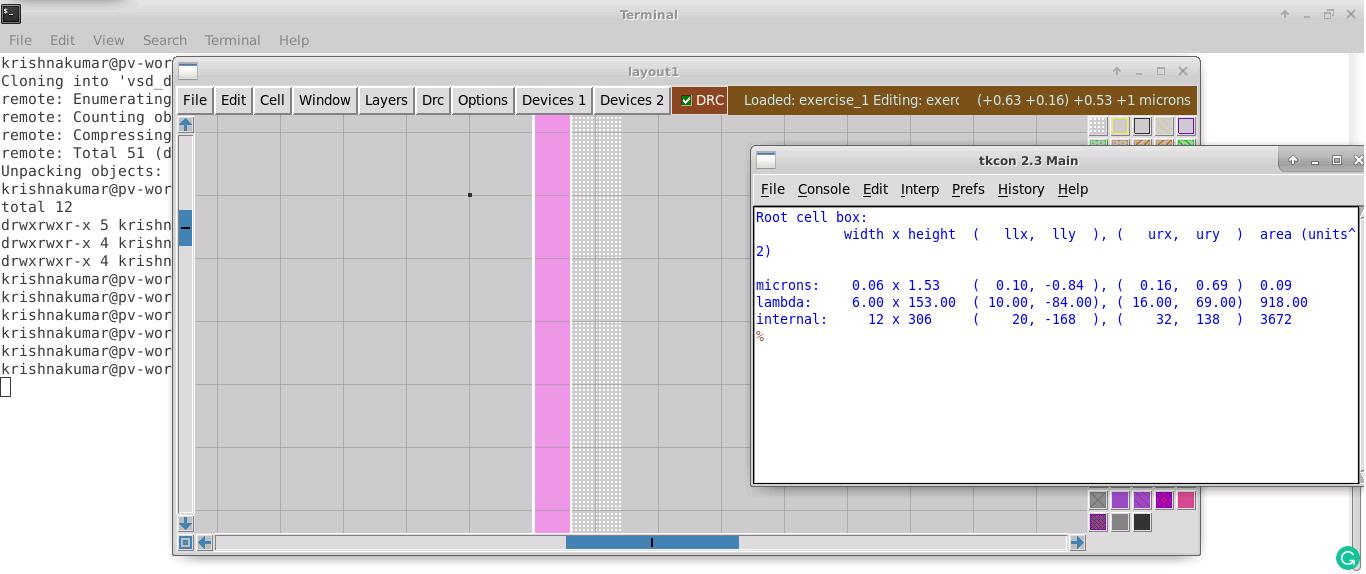 Terminal
File Edit View Search Terminal Help
krishnakumar@pv-wor
Cloning into 'vsd_d
remote: Enumerating
remote: Counting ob
remote: Compressing
remote: Total 51 (d
Unpacking objects:
krishnakumar@pv-wor
total 12
drwxrwxr-x 5 krishn
drwxrwxr-x 4 krishn
drwxrwxr-x 4 krishn
krishnakumar@pv-wor
krishnakumar@pv-wor
krishnakumar@pv-wor
krishnakumar@pv-wor
krishnakumar@pv-wor
krishnakumar@pv-wor
layout1
File Edit Cell Window Layers Drc Options Devices 1 Devices 2 DRC Loaded: exercise_1 Editing: exerc (+0.63 +0.16) +0.53 +1 microns
tkcon 2.3 Main
File Console Edit Interp Prefs History Help
Root cell box:
width x height ( llx, lly ), ( urx, ury ) area (units^
2)
microns: 0.06 x 1.53 ( 0.10, -0.84 ), ( 0.16, 0.69 ) 0.09
lambda: 6.00 x 153.00 ( 10.00, -84.00), ( 16.00, 69.00) 918.00
internal: 12 x 306 ( 20, -168 ), ( 32, 138 ) 3672
%